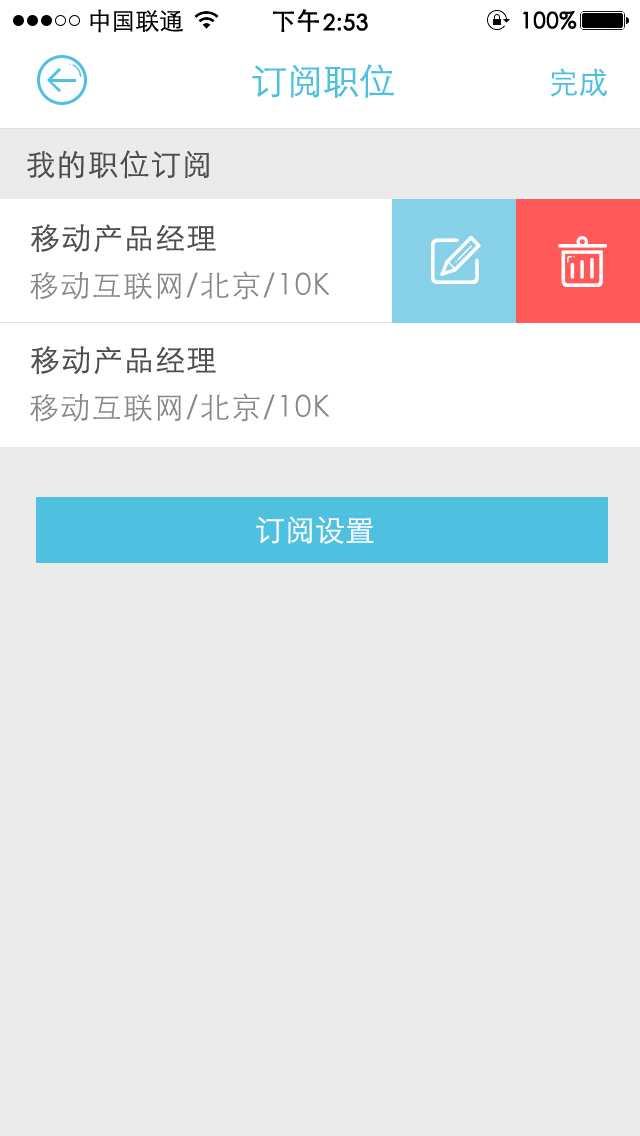 中国联通 下午2:53 100%
订阅职位 完成
我的职位订阅
移动产品经理
移动互联网/北京/10K
移动产品经理
移动互联网/北京/10K
订阅设置